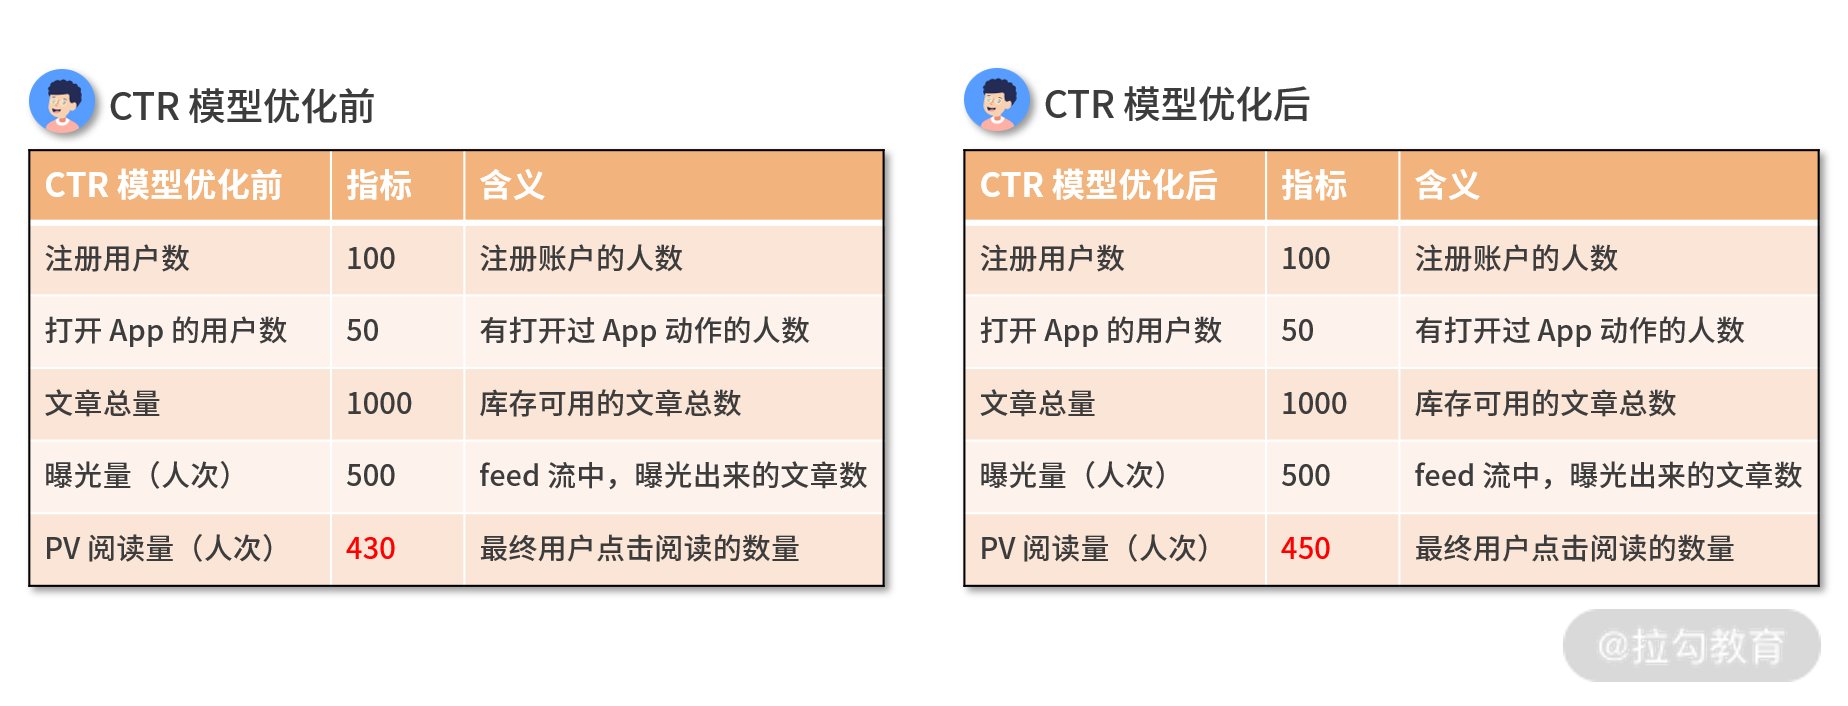 CTR 模型优化前
CTR 模型优化前 指标 含义
注册用户数 100 注册账户的人数
打开 App 的用户数 50 有打开过 App 动作的人数
文章总量 1000 库存可用的文章总数
曝光量（人次） 500 feed 流中，曝光出来的文章数
PV 阅读量（人次） 430 最终用户点击阅读的数量
CTR 模型优化后
CTR 模型优化后 指标 含义
注册用户数 100 注册账户的人数
打开 App 的用户数 50 有打开过 App 动作的人数
文章总量 1000 库存可用的文章总数
曝光量（人次） 500 feed 流中，曝光出来的文章数
PV 阅读量（人次） 450 最终用户点击阅读的数量
@拉勾教育